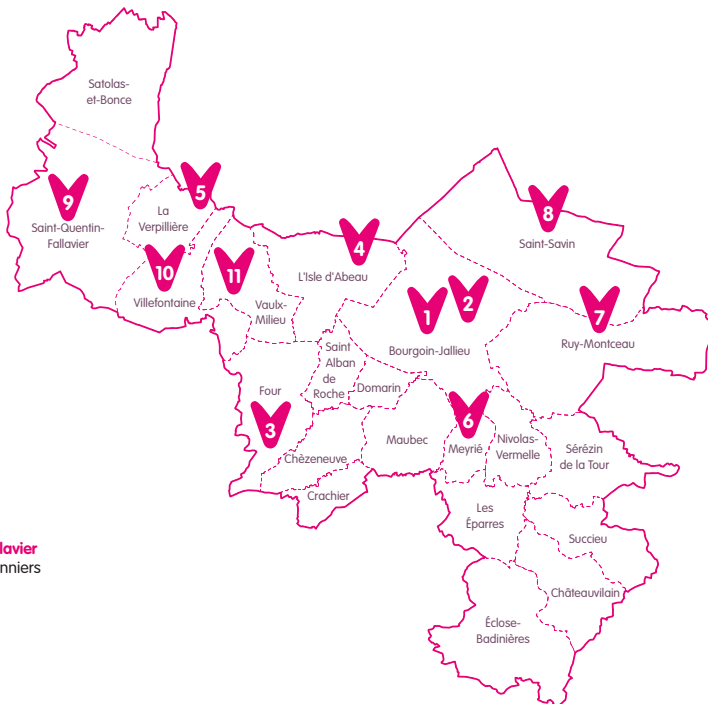 Satolas-
et-Bonce
9
Saint-Quentin-
Fallavier
5
La
Verpillière
10
Villefontaine
11
Vaulx-
Milieu
4
L'Isle d'Abeau
8
Saint-Savin
1
2
Bourgoin-Jallieu
7
Ruy-Montceau
Saint
Alban
de
Roche
Domarin
Four
3
Maubec
6
Meyrié
Nivolas-
Vermelle
Sérézin
de la Tour
Chèzeneuve
Crachier
Les
Éparres
Succieu
Châteauvilain
Éclose-
Badinières
lavier
nniers